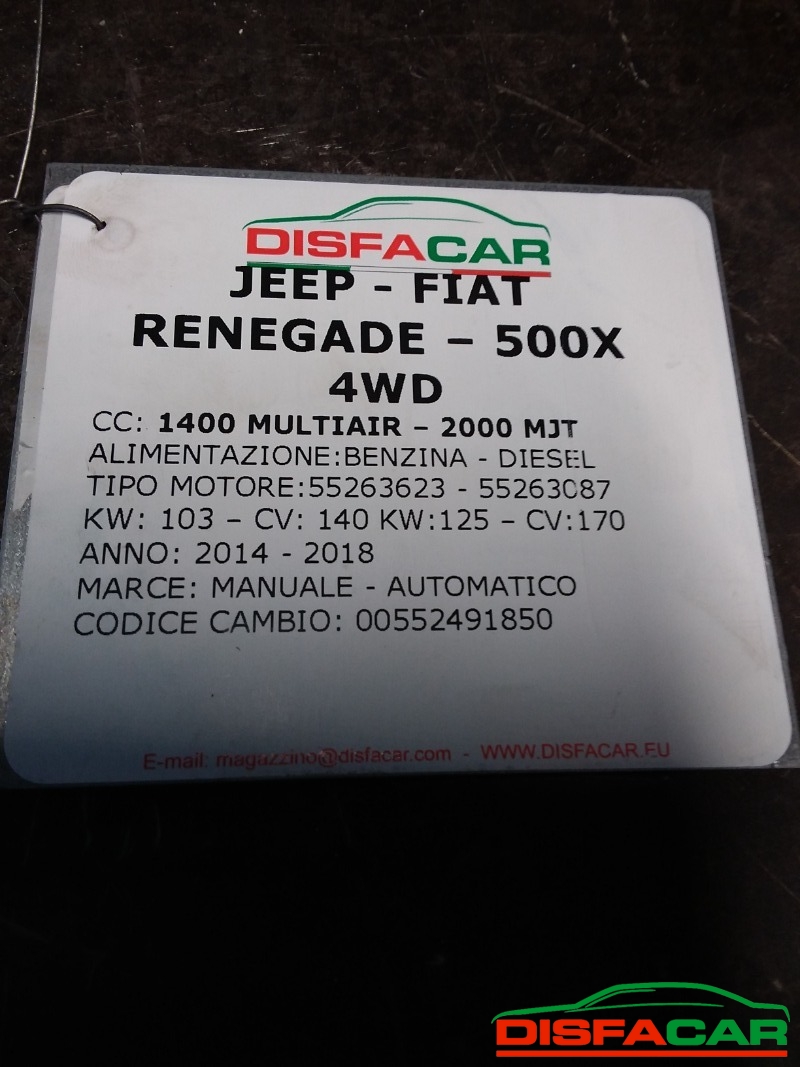 DISFACAR
JEEP - FIAT
RENEGADE – 500X
4WD
CC: 1400 MULTIAIR – 2000 MJT
ALIMENTAZIONE:BENZINA - DIESEL
TIPO MOTORE:55263623 - 55263087
KW: 103 – CV: 140 KW:125 – CV:170
ANNO: 2014 - 2018
MARCE: MANUALE - AUTOMATICO
CODICE CAMBIO: 00552491850
E-mail: magazzino@disfacar.com - WWW.DISFACAR.EU
DISFACAR